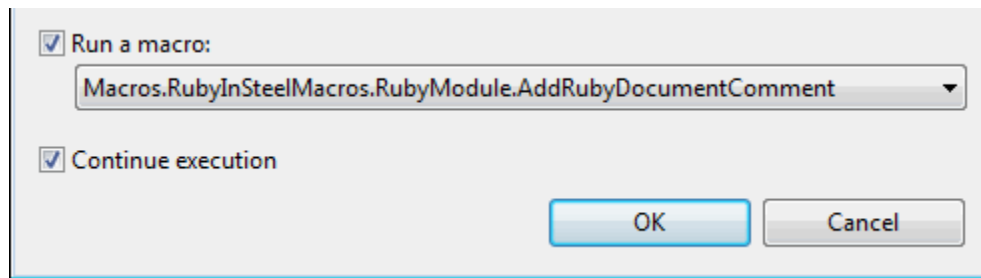 Run a macro:
Macros.RubyInSteelMacros.RubyModule.AddRubyDocumentComment
Continue execution
OK Cancel